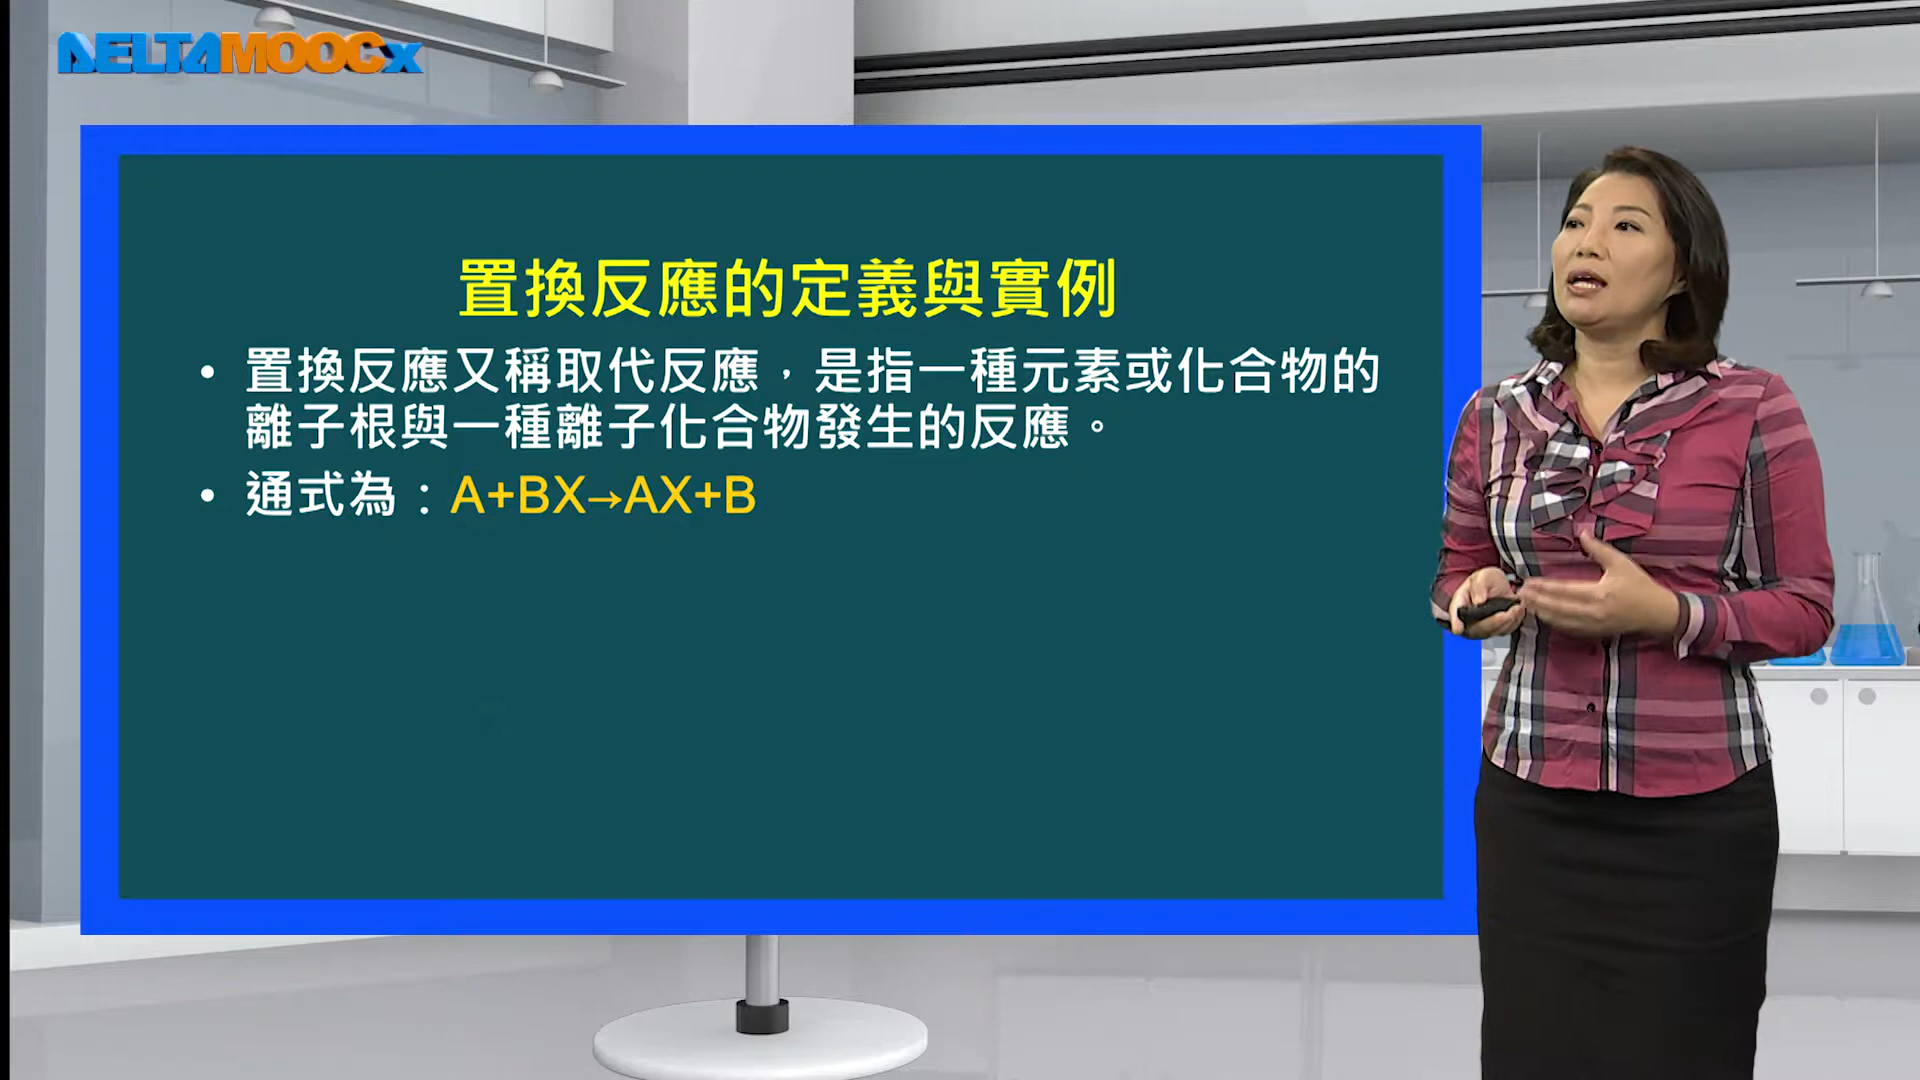 DELTAMOOCx
置換反應的定義與實例
• 置換反應又稱取代反應，是指一種元素或化合物的
離子根與一種離子化合物發生的反應。
• 通式為：A+BX→AX+B